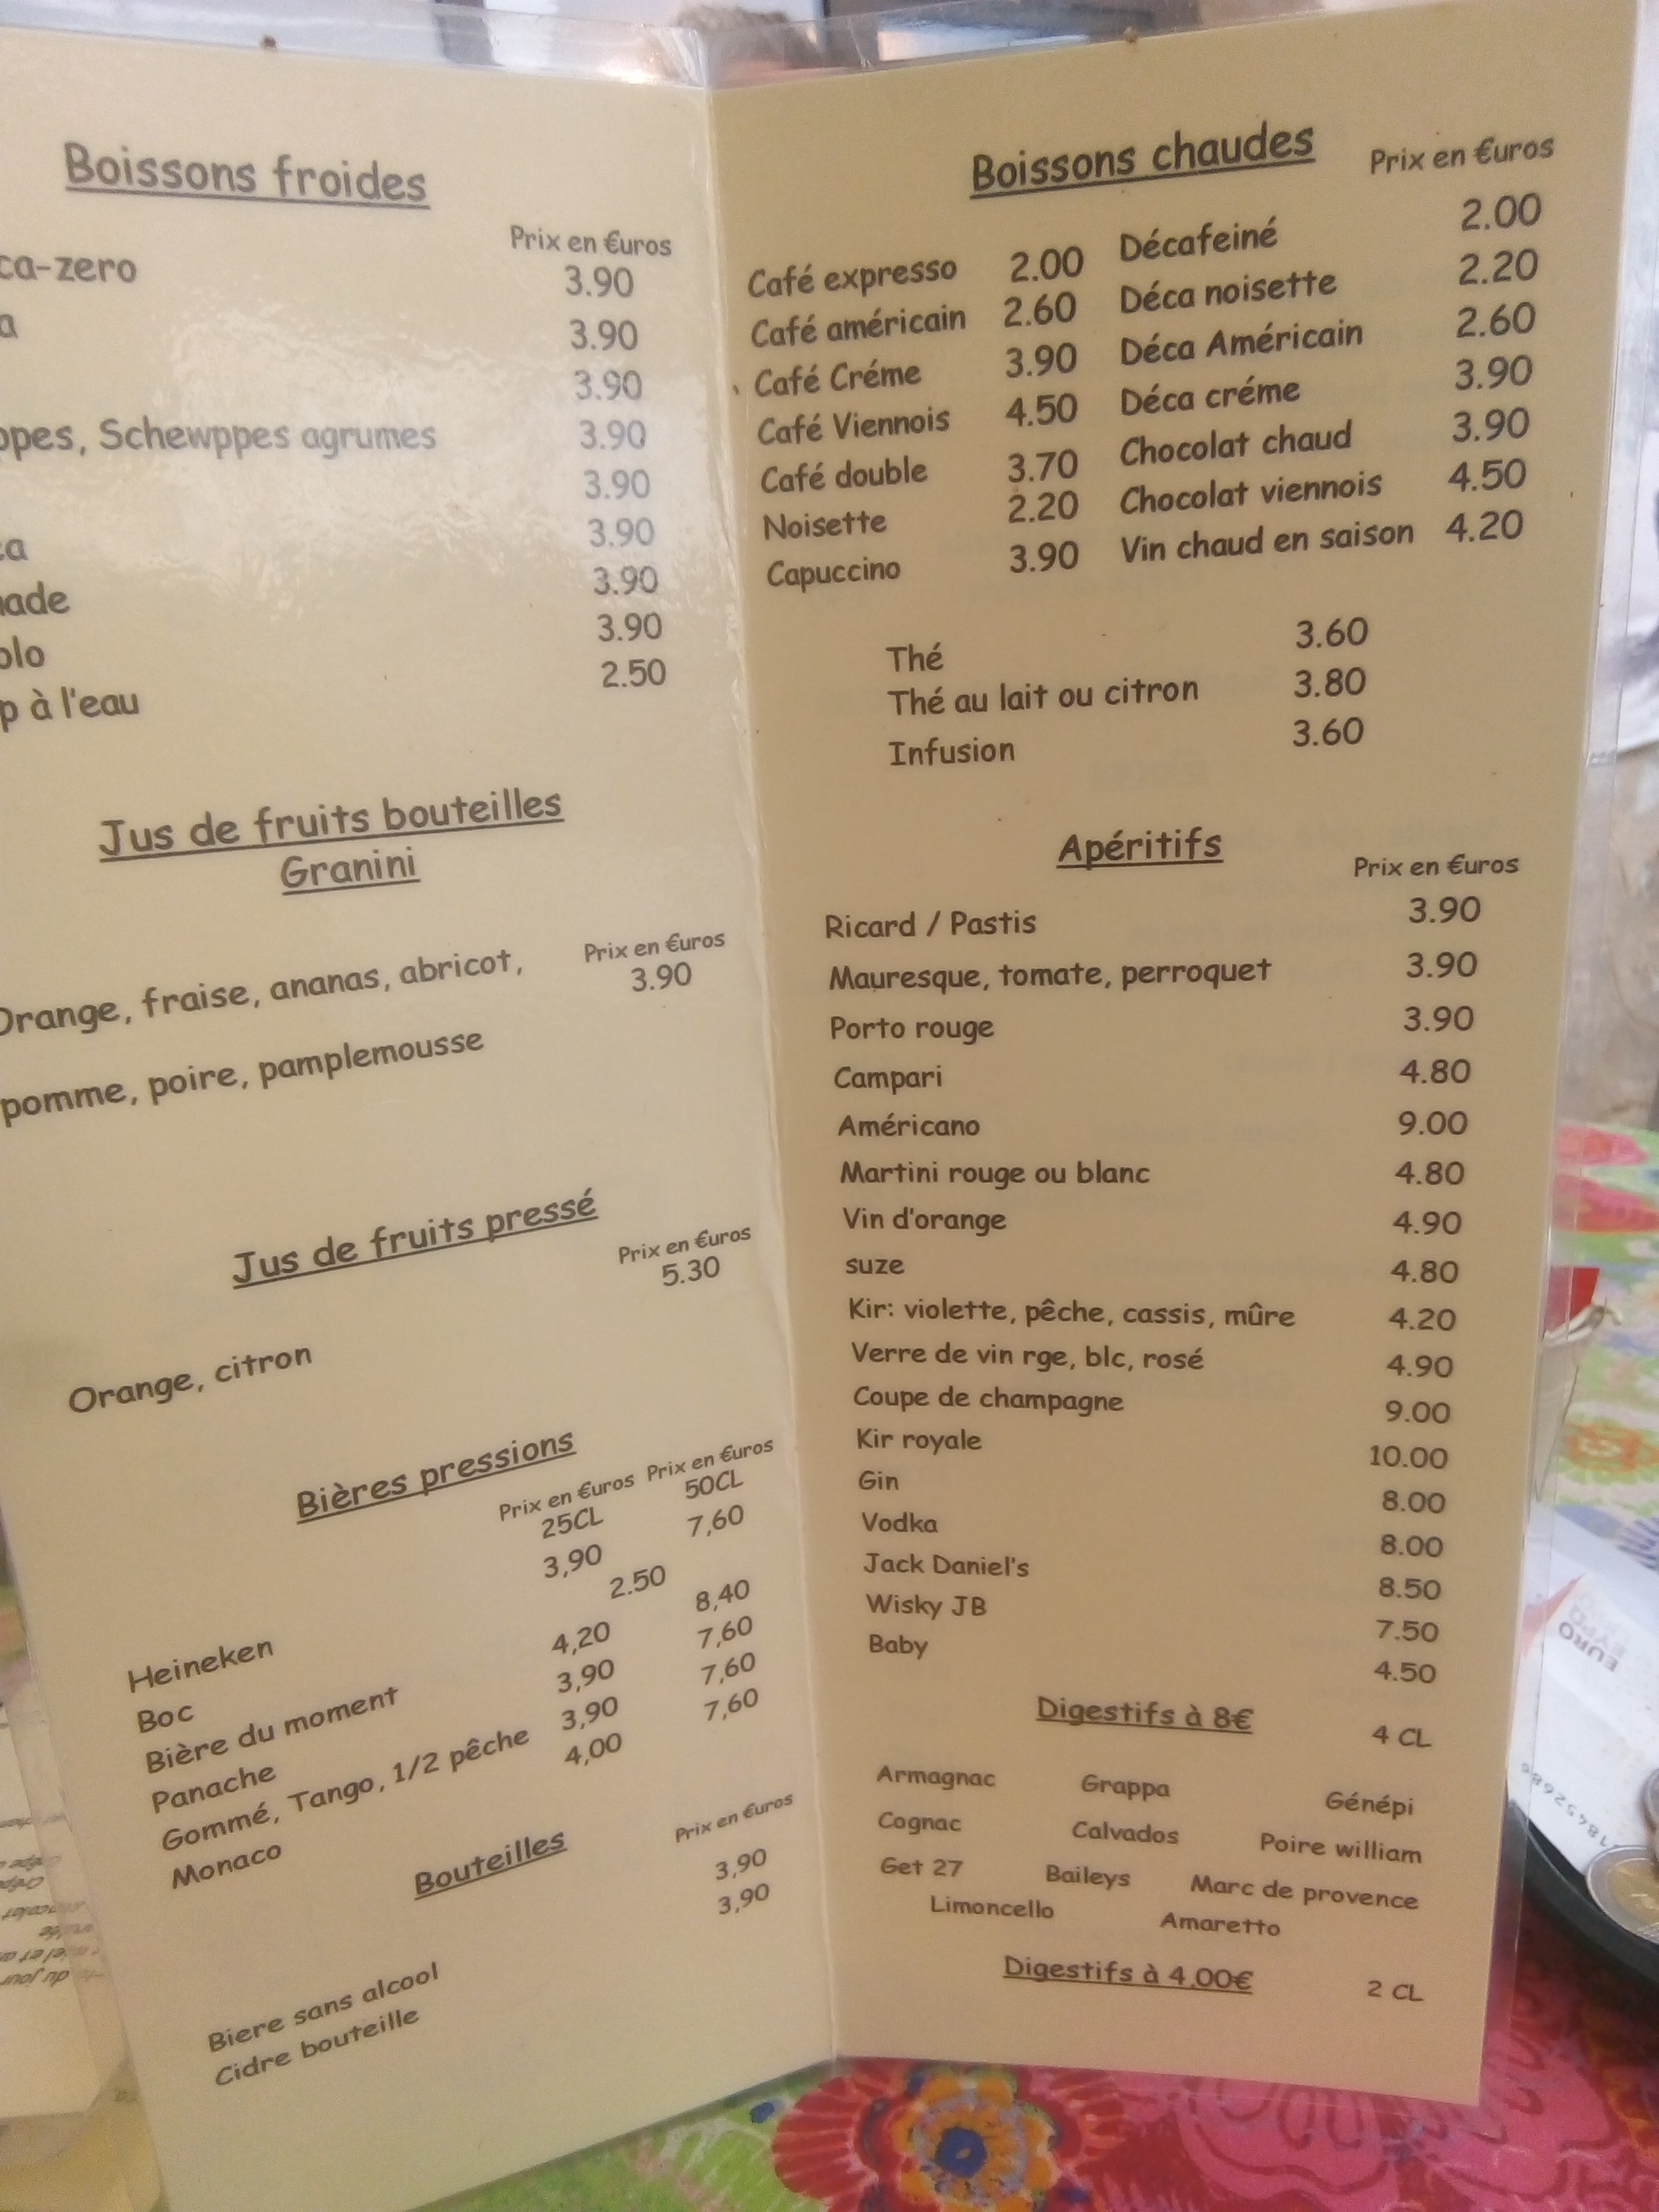 Boissons froides
Prix en €uros
ca-zero 3.90
a 3.90
3.90
ppes, Schewppes agrumes 3.90
3.90
ca 3.90
nade 3.90
olo 3.90
p à l'eau 2.50
Jus de fruits bouteilles
Granini
Prix en €uros
Orange, fraise, ananas, abricot, 3.90
pomme, poire, pamplemousse
Jus de fruits pressé
Prix en €uros
5.30
Orange, citron
Bières pressions
Prix en €uros Prix en €uros
25CL 50CL
Heineken 3,90 7,60
Boc 2.50
Bière du moment 4,20 8,40
Panache 3,90 7,60
Gommé, Tango, 1/2 pêche 3,90 7,60
Monaco 4,00 7,60
Bouteilles
Prix en €uros
Biere sans alcool 3,90
Cidre bouteille 3,90
Boissons chaudes
Prix en €uros
Café expresso 2.00 Décafeiné 2.00
Café américain 2.60 Déca noisette 2.20
Café Créme 3.90 Déca Américain 2.60
Café Viennois 4.50 Déca créme 3.90
Café double 3.70 Chocolat chaud 3.90
Noisette 2.20 Chocolat viennois 4.50
Capuccino 3.90 Vin chaud en saison 4.20
Thé 3.60
Thé au lait ou citron 3.80
Infusion 3.60
Apéritifs
Prix en €uros
Ricard / Pastis 3.90
Mauresque, tomate, perroquet 3.90
Porto rouge 3.90
Campari 4.80
Américano 9.00
Martini rouge ou blanc 4.80
Vin d'orange 4.90
suze 4.80
Kir: violette, pêche, cassis, mûre 4.20
Verre de vin rge, blc, rosé 4.90
Coupe de champagne 9.00
Kir royale 10.00
Gin 8.00
Vodka 8.00
Jack Daniel's 8.50
Wisky JB 7.50
Baby 4.50
Digestifs à 8€ 4 CL
Armagnac Grappa Génépi
Cognac Calvados Poire william
Get 27 Baileys Marc de provence
Limoncello Amaretto
Digestifs à 4,00€ 2 CL
EURO